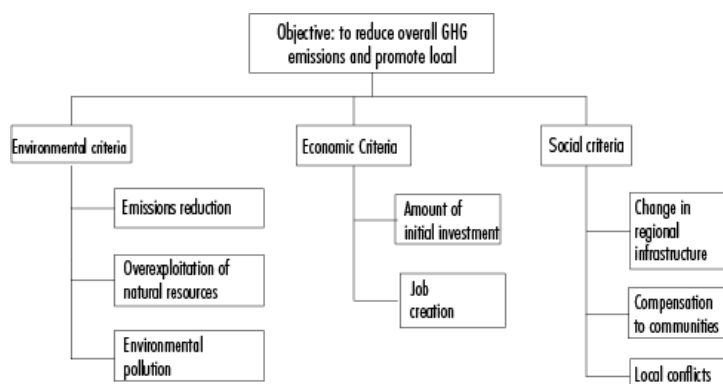 Objective: to reduce overall GHG
emissions and promote local
Environmental criteria
Economic Criteria
Social criteria
Emissions reduction
Overexploitation of
natural resources
Environmental
pollution
Amount of
initial investment
Job
creation
Change in
regional
infrastructure
Compensation
to communities
Local conflicts